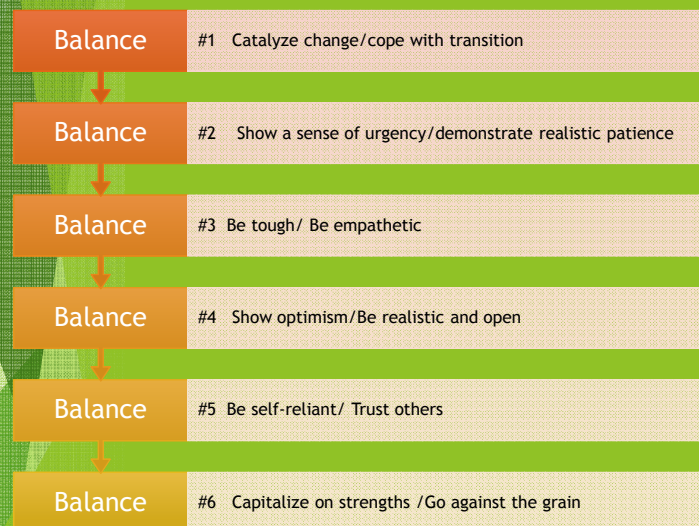 Balance
#1 Catalyze change/cope with transition
Balance
#2 Show a sense of urgency/demonstrate realistic patience
Balance
#3 Be tough/ Be empathetic
Balance
#4 Show optimism/Be realistic and open
Balance
#5 Be self-reliant/ Trust others
Balance
#6 Capitalize on strengths /Go against the grain